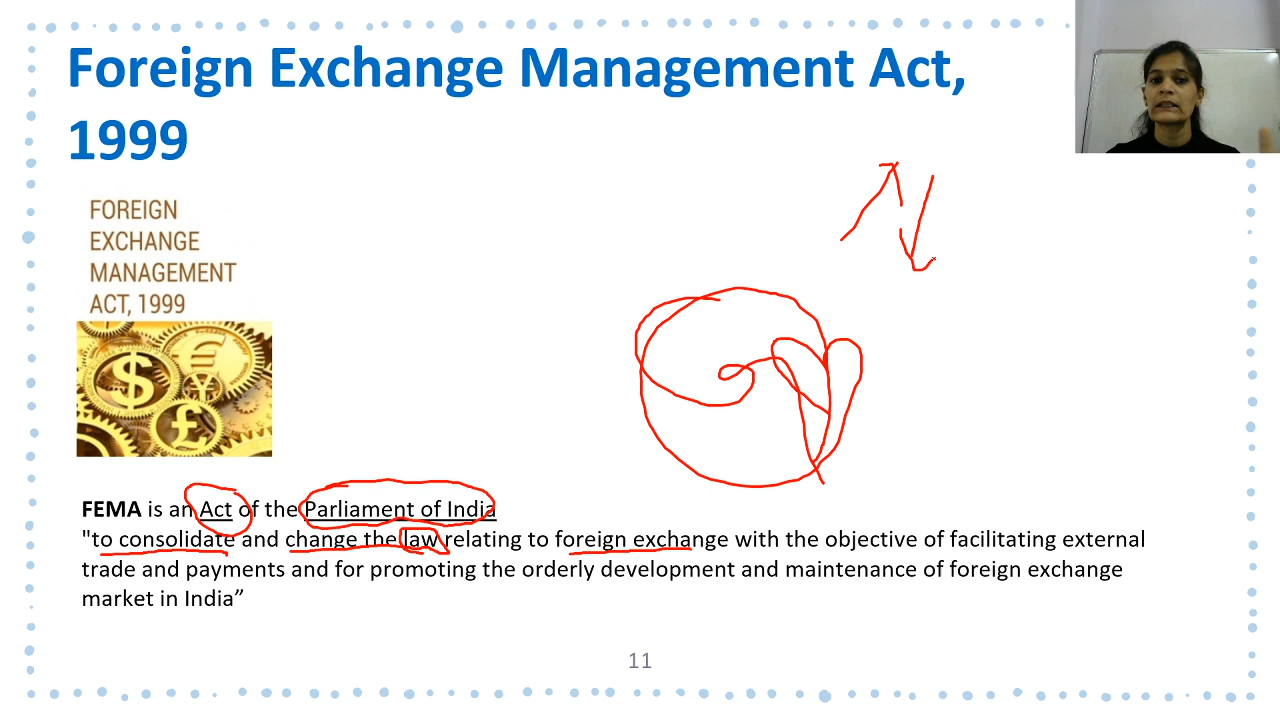 Foreign Exchange Management Act,
1999
FOREIGN
EXCHANGE
MANAGEMENT
ACT, 1999
$ € ¥ £
FEMA is an Act of the Parliament of India
"to consolidate and change the law relating to foreign exchange with the objective of facilitating external
trade and payments and for promoting the orderly development and maintenance of foreign exchange
market in India”
11